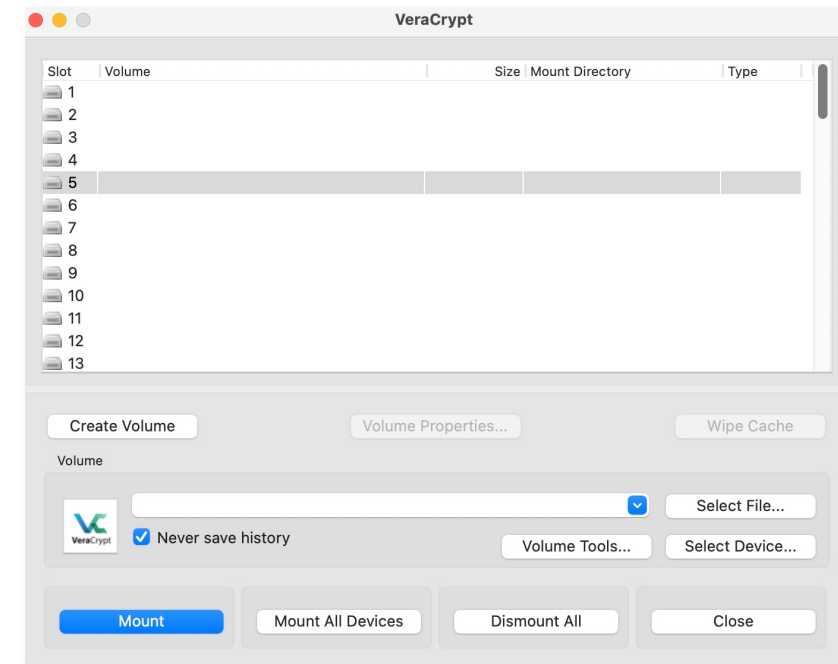 VeraCrypt
Slot Volume Size Mount Directory Type
1
2
3
4
5
6
7
8
9
10
11
12
13
Create Volume Volume Properties... Wipe Cache
Volume
Select File...
VC
VeraCrypt
Never save history
Volume Tools... Select Device...
Mount Mount All Devices Dismount All Close